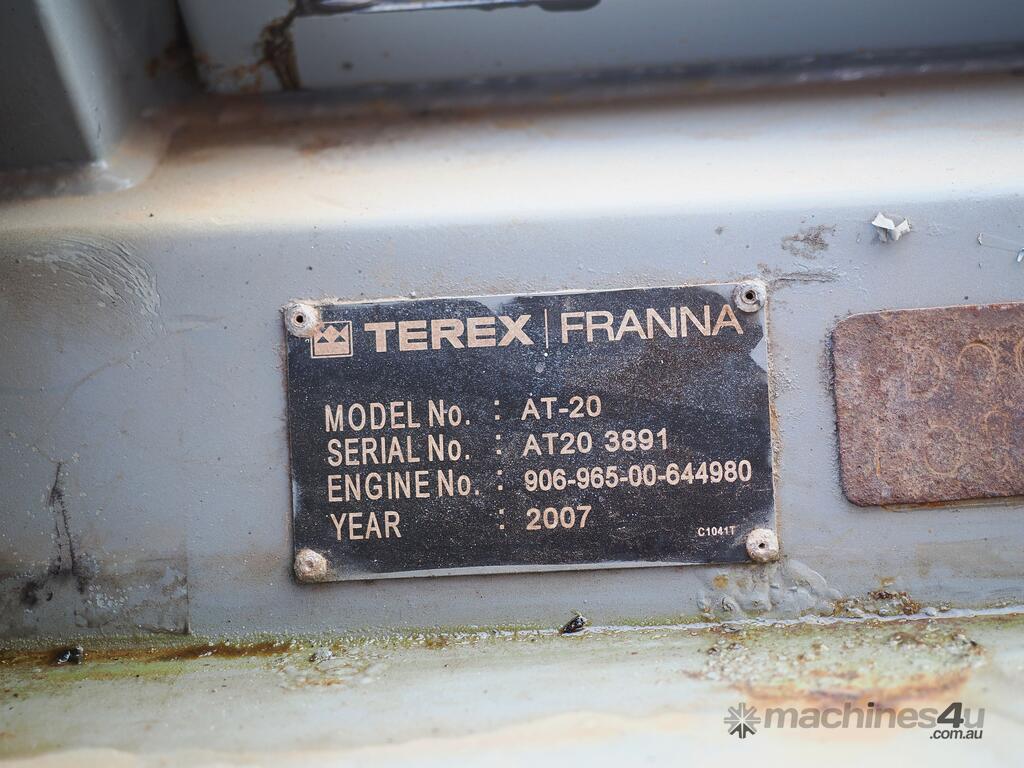 TEREX | FRANNA
MODEL No. : AT-20
SERIAL No. : AT20 3891
ENGINE No. : 906-965-00-644980
YEAR : 2007
C1041T
machines4u
.com.au